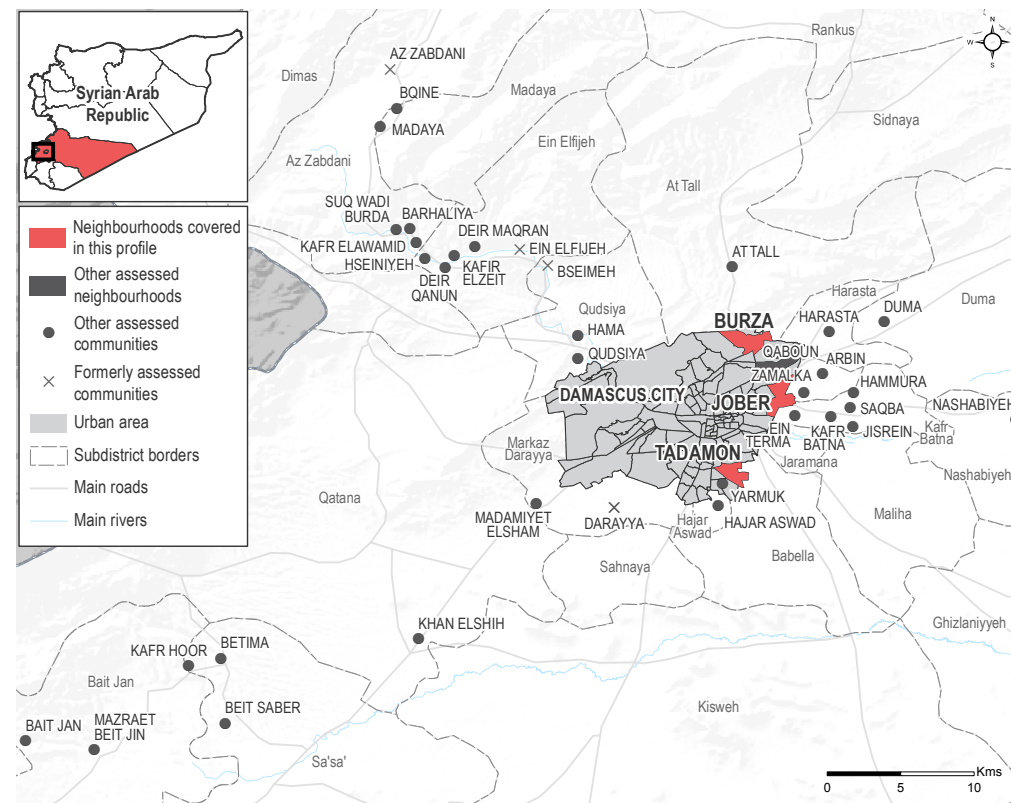 Syrian Arab
Republic
Neighbourhoods covered
in this profile
Other assessed
neighbourhoods
Other assessed
communities
Formerly assessed
communities
Urban area
Subdistrict borders
Main roads
Main rivers
N
W
E
S
Rankus
AZ ZABDANI
Dimas
BQINE
Madaya
MADAYA
Sidnaya
Ein Elfijeh
Az Zabdani
At Tall
SUQ WADI
BURDA
BARHALIYA
DEIR MAQRAN
KAFR ELAWAMID
EIN ELFIJEH
HSEINIYEH
KAFIR
ELZEIT
BSEIMEH
DEIR
QANUN
AT TALL
Harasta
Duma
Qudsiya
DUMA
HARASTA
BURZA
HAMA
QUDSIYA
QABOUN
ARBIN
ZAMALKA
HAMMURA
DAMASCUS CITY
JOBER
SAQBA
NASHABIYEH
EIN
TERMA
KAFR
BATNA
JISREIN
Kafr
Batna
Markaz
Darayya
TADAMON
Jaramana
Nashabiyeh
Qatana
YARMUK
MADAMIYET
ELSHAM
DARAYYA
Hajar
Aswad
HAJAR ASWAD
Maliha
Babella
Sahnaya
Ghizlaniyyeh
KHAN ELSHIH
BETIMA
KAFR HOOR
Bait Jan
BEIT SABER
Kisweh
BAIT JAN
MAZRAET
BEIT JIN
Sa'sa'
Kms
0
5
10